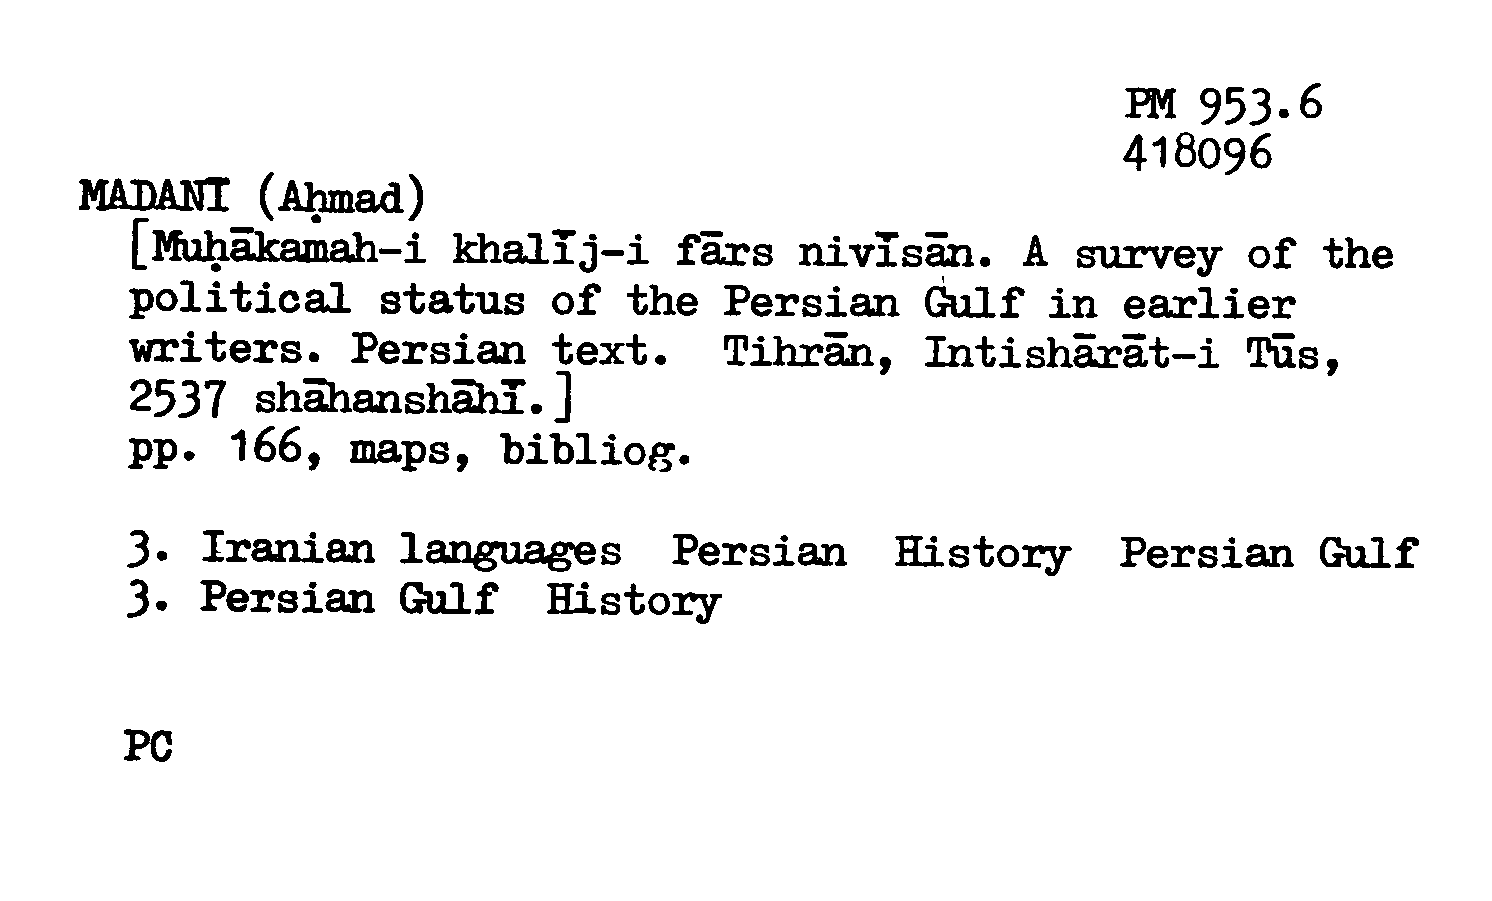 PM 953.6
418096
MADANĪ (Aḥmad)
[Muḥākamah-i khalīj-i fārs nivīsān. A survey of the
political status of the Persian Gulf in earlier
writers. Persian text. Tihrān, Intishārāt-i Tūs,
2537 shāhanshāhī.]
pp. 166, maps, bibliog.
3. Iranian languages Persian History Persian Gulf
3. Persian Gulf History
PC